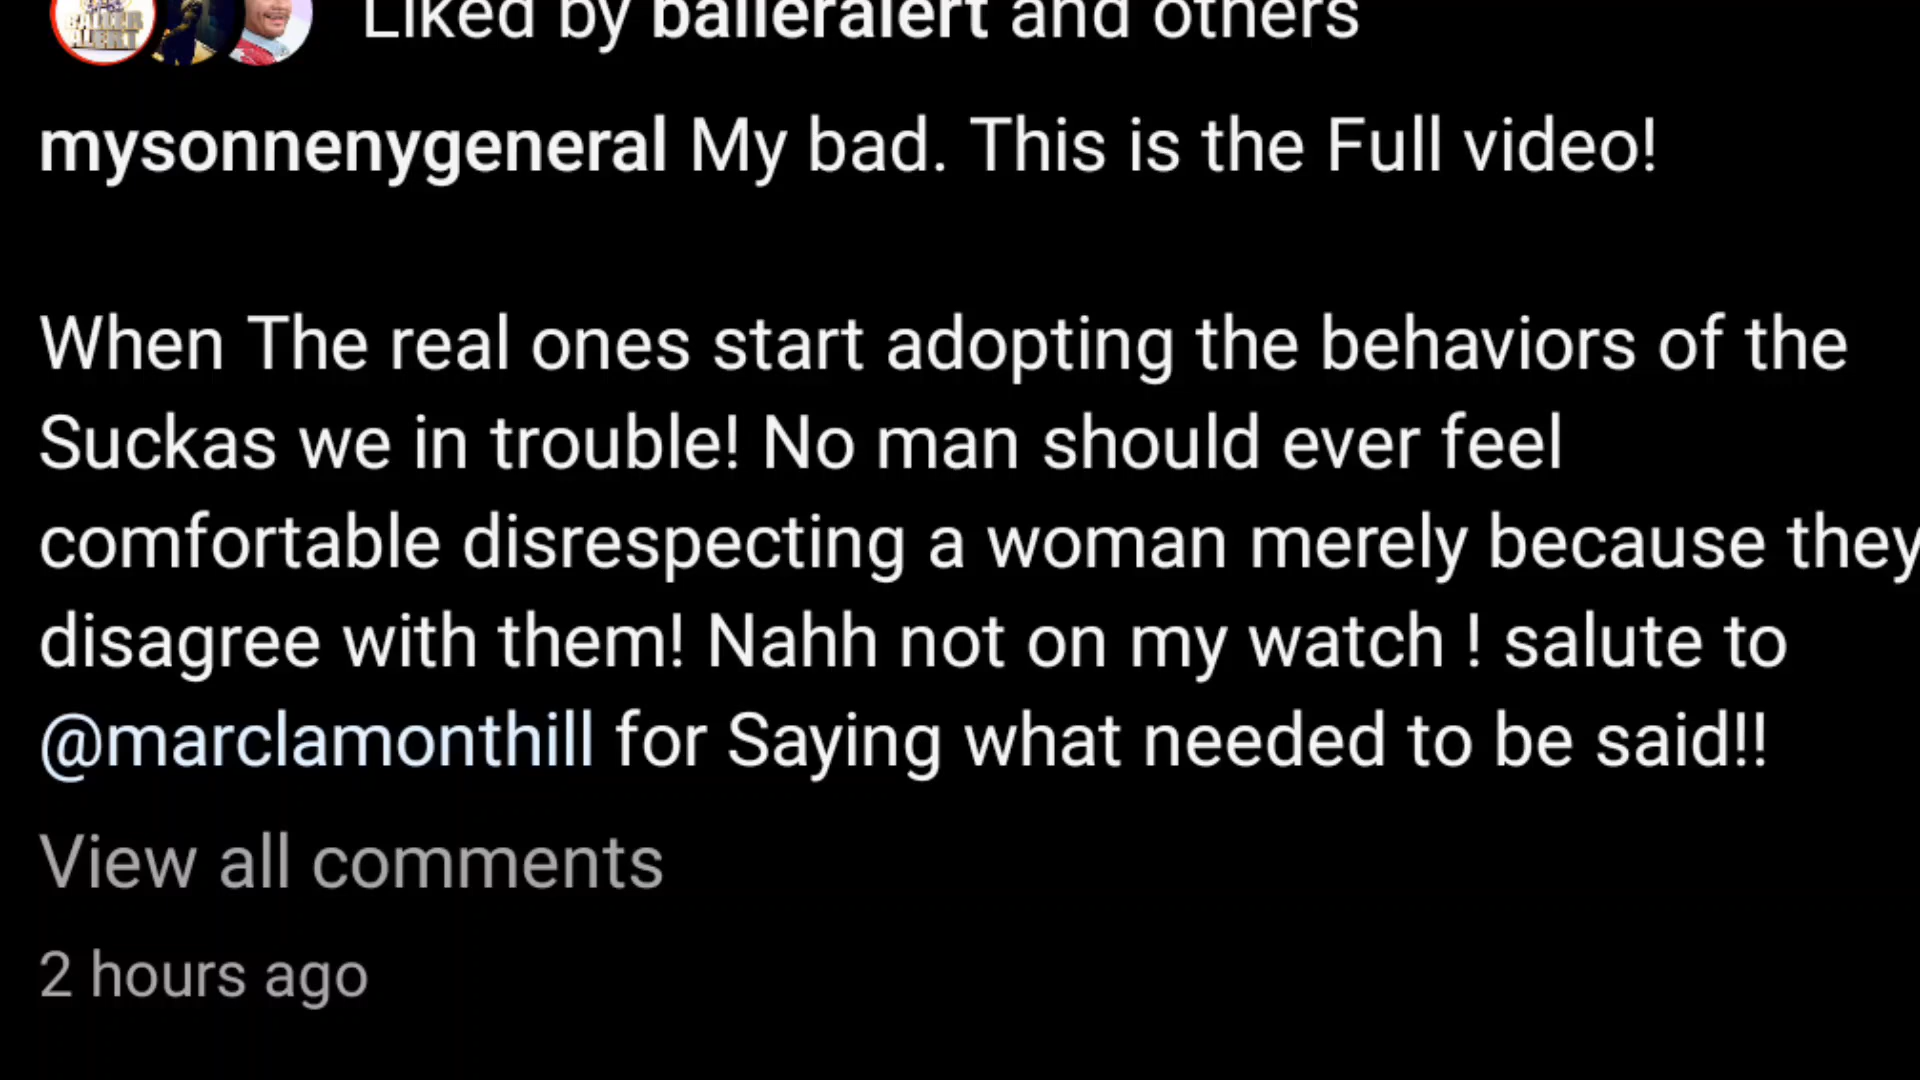 BALLER
ALERT
Liked by balleralert and others
mysonnenygeneral My bad. This is the Full video!
When The real ones start adopting the behaviors of the
Suckas we in trouble! No man should ever feel
comfortable disrespecting a woman merely because they
disagree with them! Nahh not on my watch ! salute to
@marclamonthill for Saying what needed to be said!!
View all comments
2 hours ago